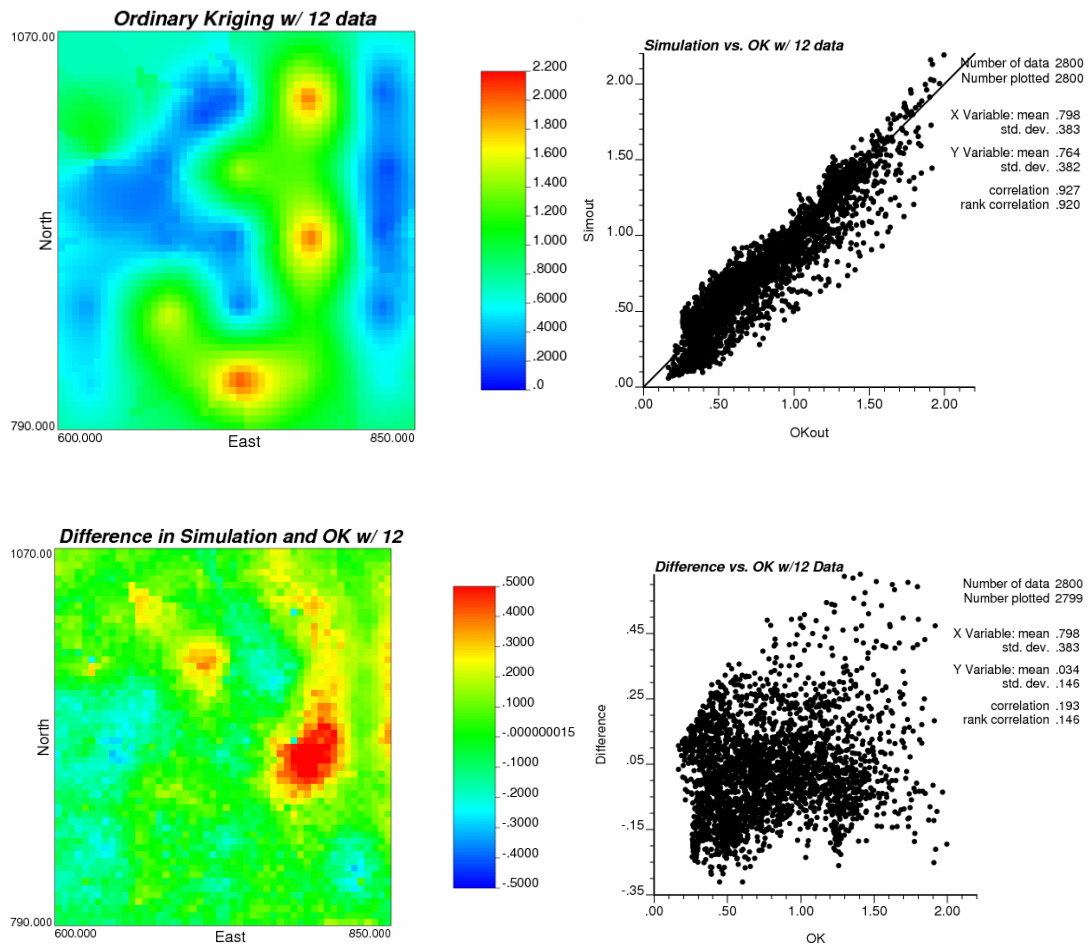 Ordinary Kriging w/ 12 data
1070.00
North
790.000
600.000
East
850.000
2.200
2.000
1.800
1.600
1.400
1.200
1.000
.8000
.6000
.4000
.2000
.0
Simulation vs. OK w/ 12 data
Number of data 2800
Number plotted 2800
X Variable: mean .798
std. dev. .383
Y Variable: mean .764
std. dev. .382
correlation .927
rank correlation .920
Simout
2.00
1.50
1.00
.50
.00
.00 .50 1.00 1.50 2.00
OKout
Difference in Simulation and OK w/ 12
1070.00
North
790.000
600.000
East
850.000
.5000
.4000
.3000
.2000
.1000
-.000000015
-.1000
-.2000
-.3000
-.4000
-.5000
Difference vs. OK w/12 Data
Number of data 2800
Number plotted 2799
X Variable: mean .798
std. dev. .383
Y Variable: mean .034
std. dev. .146
correlation .193
rank correlation .146
Difference
.45
.25
.05
-.15
-.35
.00 .50 1.00 1.50 2.00
OK